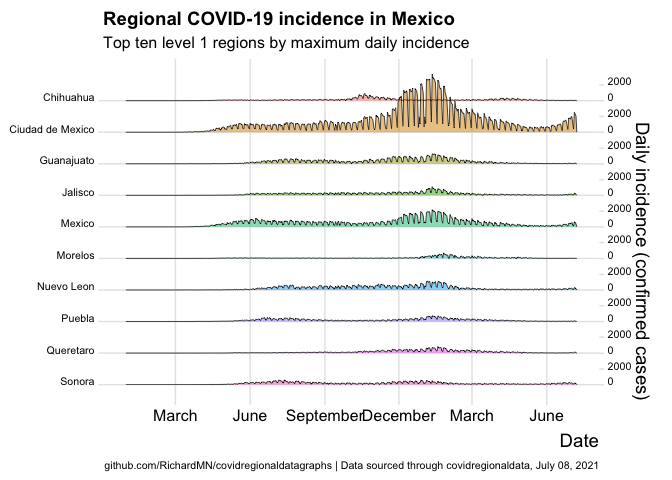 Regional COVID-19 incidence in Mexico
Top ten level 1 regions by maximum daily incidence
Chihuahua
Ciudad de Mexico
Guanajuato
Jalisco
Mexico
Morelos
Nuevo Leon
Puebla
Queretaro
Sonora
2000
0
2000
0
2000
0
2000
0
2000
0
2000
0
2000
0
2000
0
2000
0
2000
0
Daily incidence (confirmed cases)
March June September December March June
Date
github.com/RichardMN/covidregionaldatagraphs | Data sourced through covidregionaldata, July 08, 2021